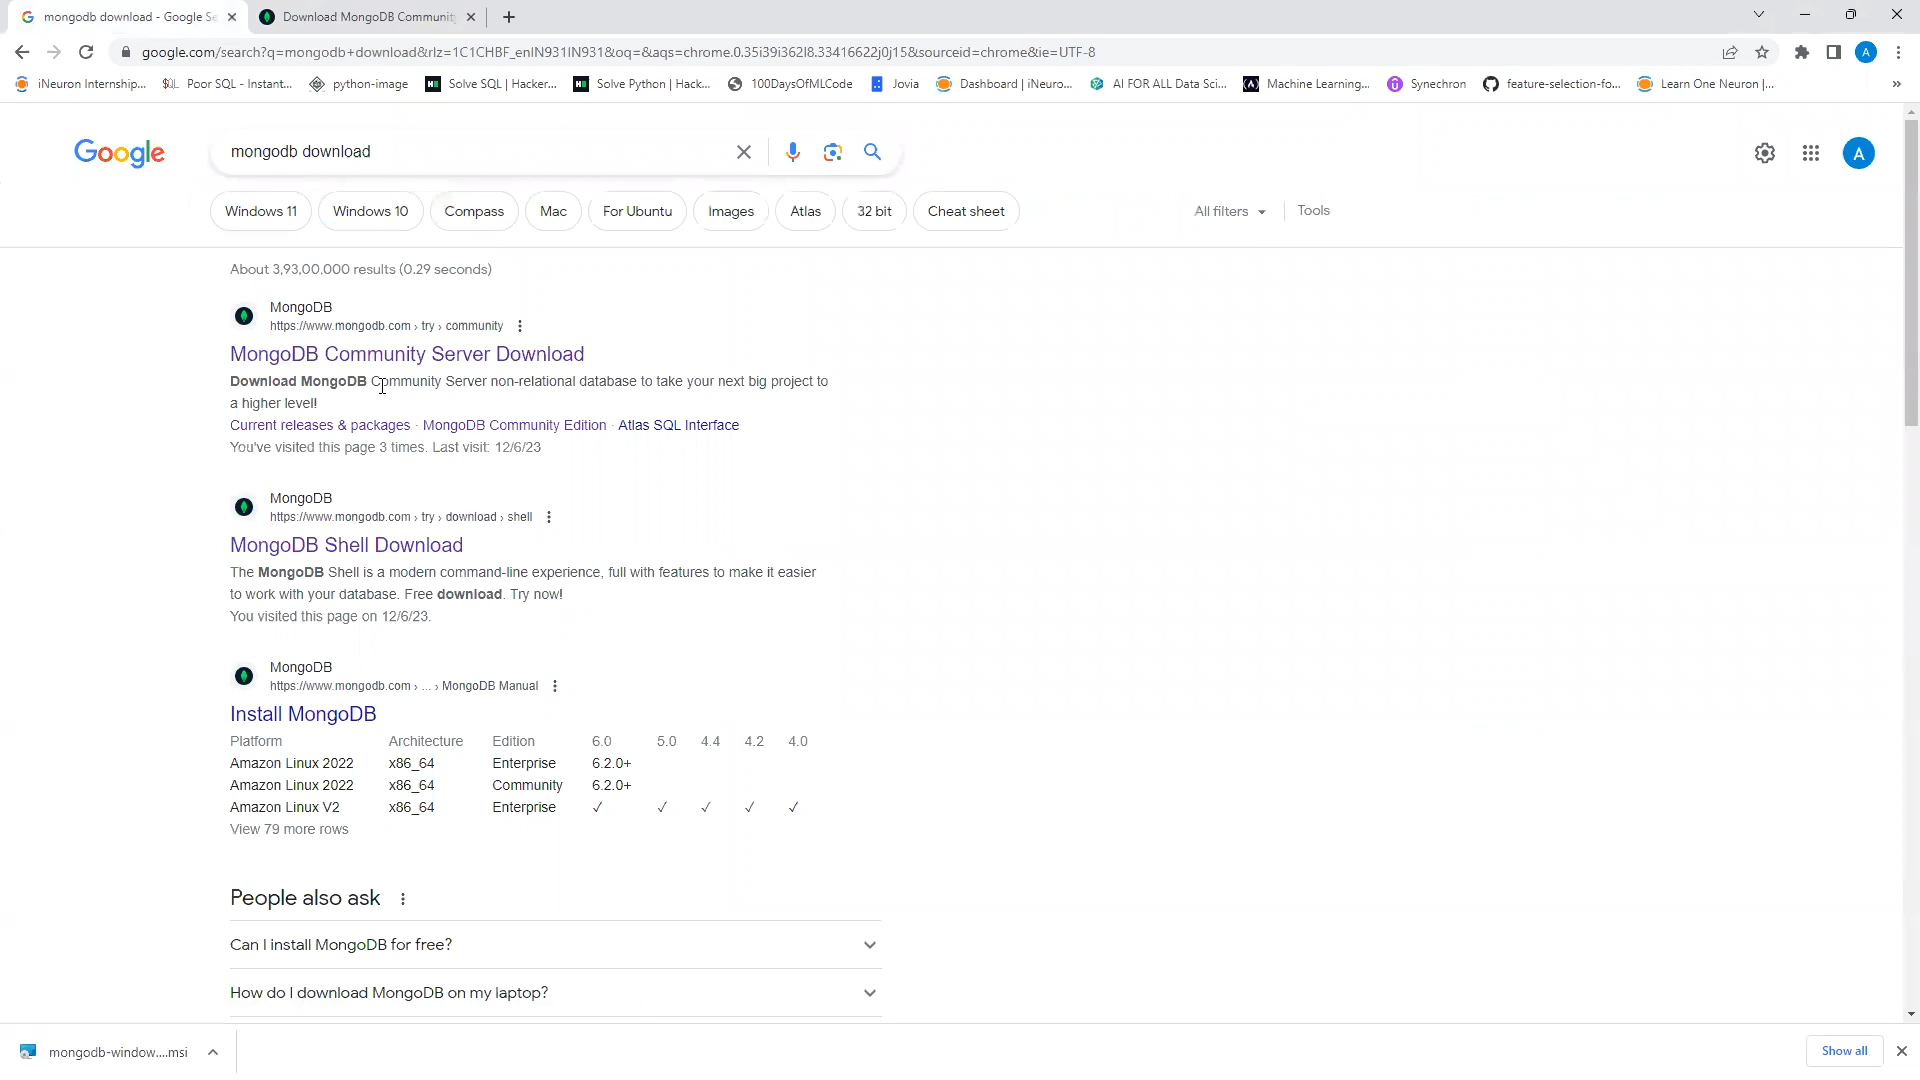 mongodb download - Google Se
Download MongoDB Communit
google.com/search?q=mongodb+download&rlz=1C1CHBF_enIN931IN931&oq=&aqs=chrome.0.35i39i362l8.33416622j0j15&sourceid=chrome&ie=UTF-8
A
iNeuron Internship...
SQL Poor SQL - Instant...
python-image
Solve SQL | Hacker...
Solve Python | Hack...
100DaysOfMLCode
Jovia
Dashboard | iNeuro...
AI FOR ALL Data Sci...
Machine Learning...
Synechron
feature-selection-fo...
Learn One Neuron |...
Google
mongodb download
A
Windows 11
Windows 10
Compass
Mac
For Ubuntu
Images
Atlas
32 bit
Cheat sheet
All filters
Tools
About 3,93,00,000 results (0.29 seconds)
MongoDB
https://www.mongodb.com › try › community
MongoDB Community Server Download
Download MongoDB Community Server non-relational database to take your next big project to
a higher level!
Current releases & packages · MongoDB Community Edition · Atlas SQL Interface
You've visited this page 3 times. Last visit: 12/6/23
MongoDB
https://www.mongodb.com › try › download › shell
MongoDB Shell Download
The MongoDB Shell is a modern command-line experience, full with features to make it easier
to work with your database. Free download. Try now!
You visited this page on 12/6/23.
MongoDB
https://www.mongodb.com › ... › MongoDB Manual
Install MongoDB
Platform Architecture Edition 6.0 5.0 4.4 4.2 4.0
Amazon Linux 2022 x86_64 Enterprise 6.2.0+
Amazon Linux 2022 x86_64 Community 6.2.0+
Amazon Linux V2 x86_64 Enterprise ✓ ✓ ✓ ✓ ✓
View 79 more rows
People also ask
Can I install MongoDB for free?
How do I download MongoDB on my laptop?
mongodb-window....msi
Show all